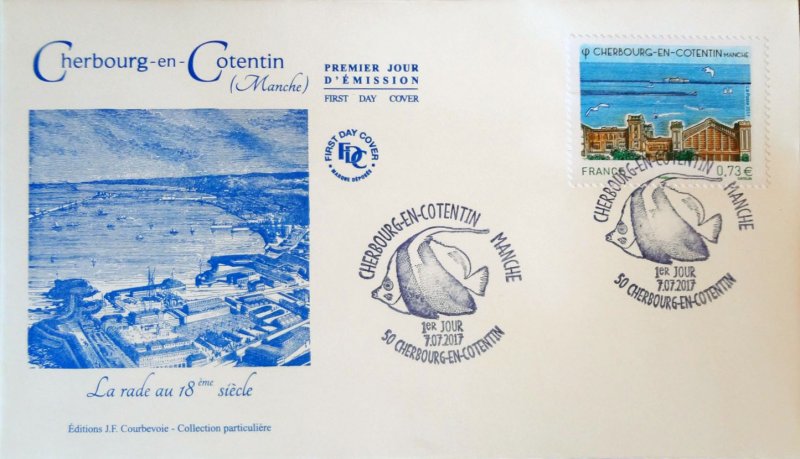 Cherbourg-en-Cotentin
(Manche)
PREMIER JOUR
D'ÉMISSION
FIRST DAY COVER
FIRST DAY COVER
FDC
MARQUE DÉPOSÉE
La rade au 18ème siècle
Éditions J.F. Courbevoie - Collection particulière
φ CHERBOURG-EN-COTENTIN MANCHE
FRANCE
0,73 €
CHERBOURG-EN-COTENTIN MANCHE
1ER JOUR
7.07.2017
50 CHERBOURG-EN-COTENTIN
CHERBOURG-EN-COTENTIN MANCHE
1ER JOUR
7.07.2017
50 CHERBOURG-EN-COTENTIN